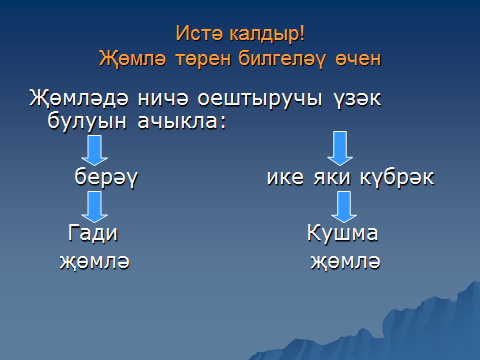 Истә калдыр!
Җөмлә төрен билгеләү өчен
Җөмләдә ничә оештыручы үзәк
булуын ачыкла:
берәү ике яки күбрәк
Гади Кушма
җөмлә җөмлә